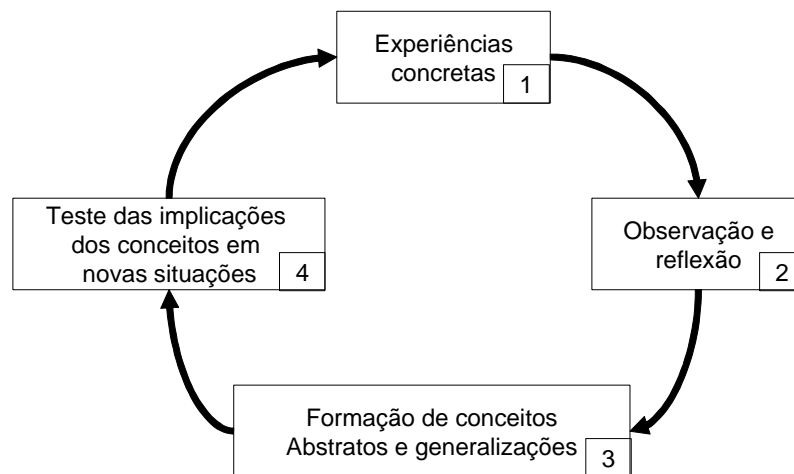 Experiências
concretas
1
Observação e
reflexão
2
Formação de conceitos
Abstratos e generalizações
3
Teste das implicações
dos conceitos em
novas situações
4